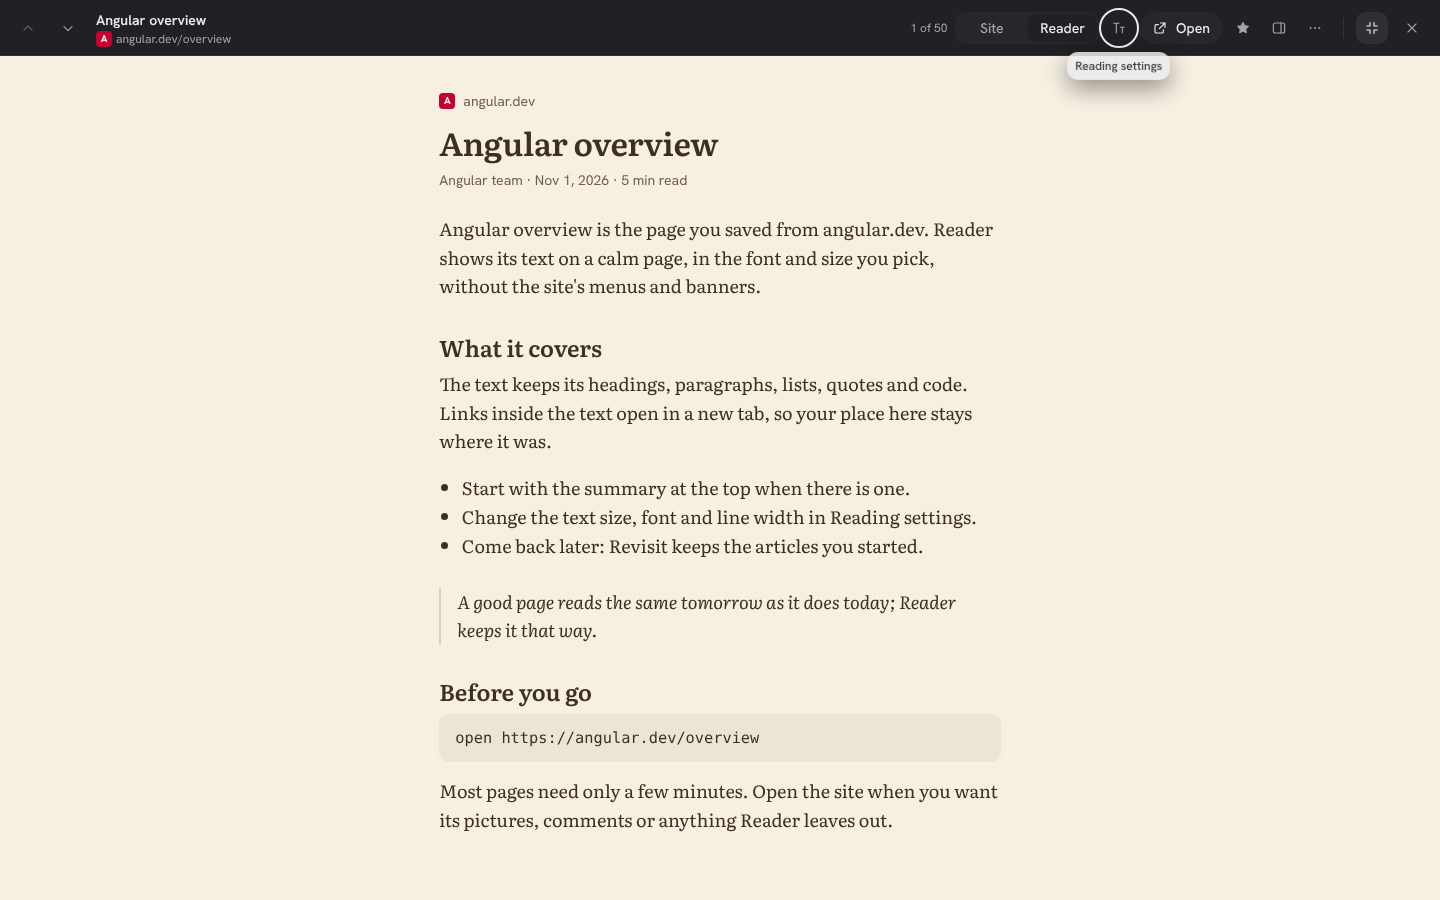 Angular overview
A angular.dev/overview
1 of 50
Site
Reader
Tт
Open
Reading settings
A angular.dev
Angular overview
Angular team · Nov 1, 2026 · 5 min read
Angular overview is the page you saved from angular.dev. Reader
shows its text on a calm page, in the font and size you pick,
without the site's menus and banners.
What it covers
The text keeps its headings, paragraphs, lists, quotes and code.
Links inside the text open in a new tab, so your place here stays
where it was.
• Start with the summary at the top when there is one.
• Change the text size, font and line width in Reading settings.
• Come back later: Revisit keeps the articles you started.
A good page reads the same tomorrow as it does today; Reader
keeps it that way.
Before you go
open https://angular.dev/overview
Most pages need only a few minutes. Open the site when you want
its pictures, comments or anything Reader leaves out.